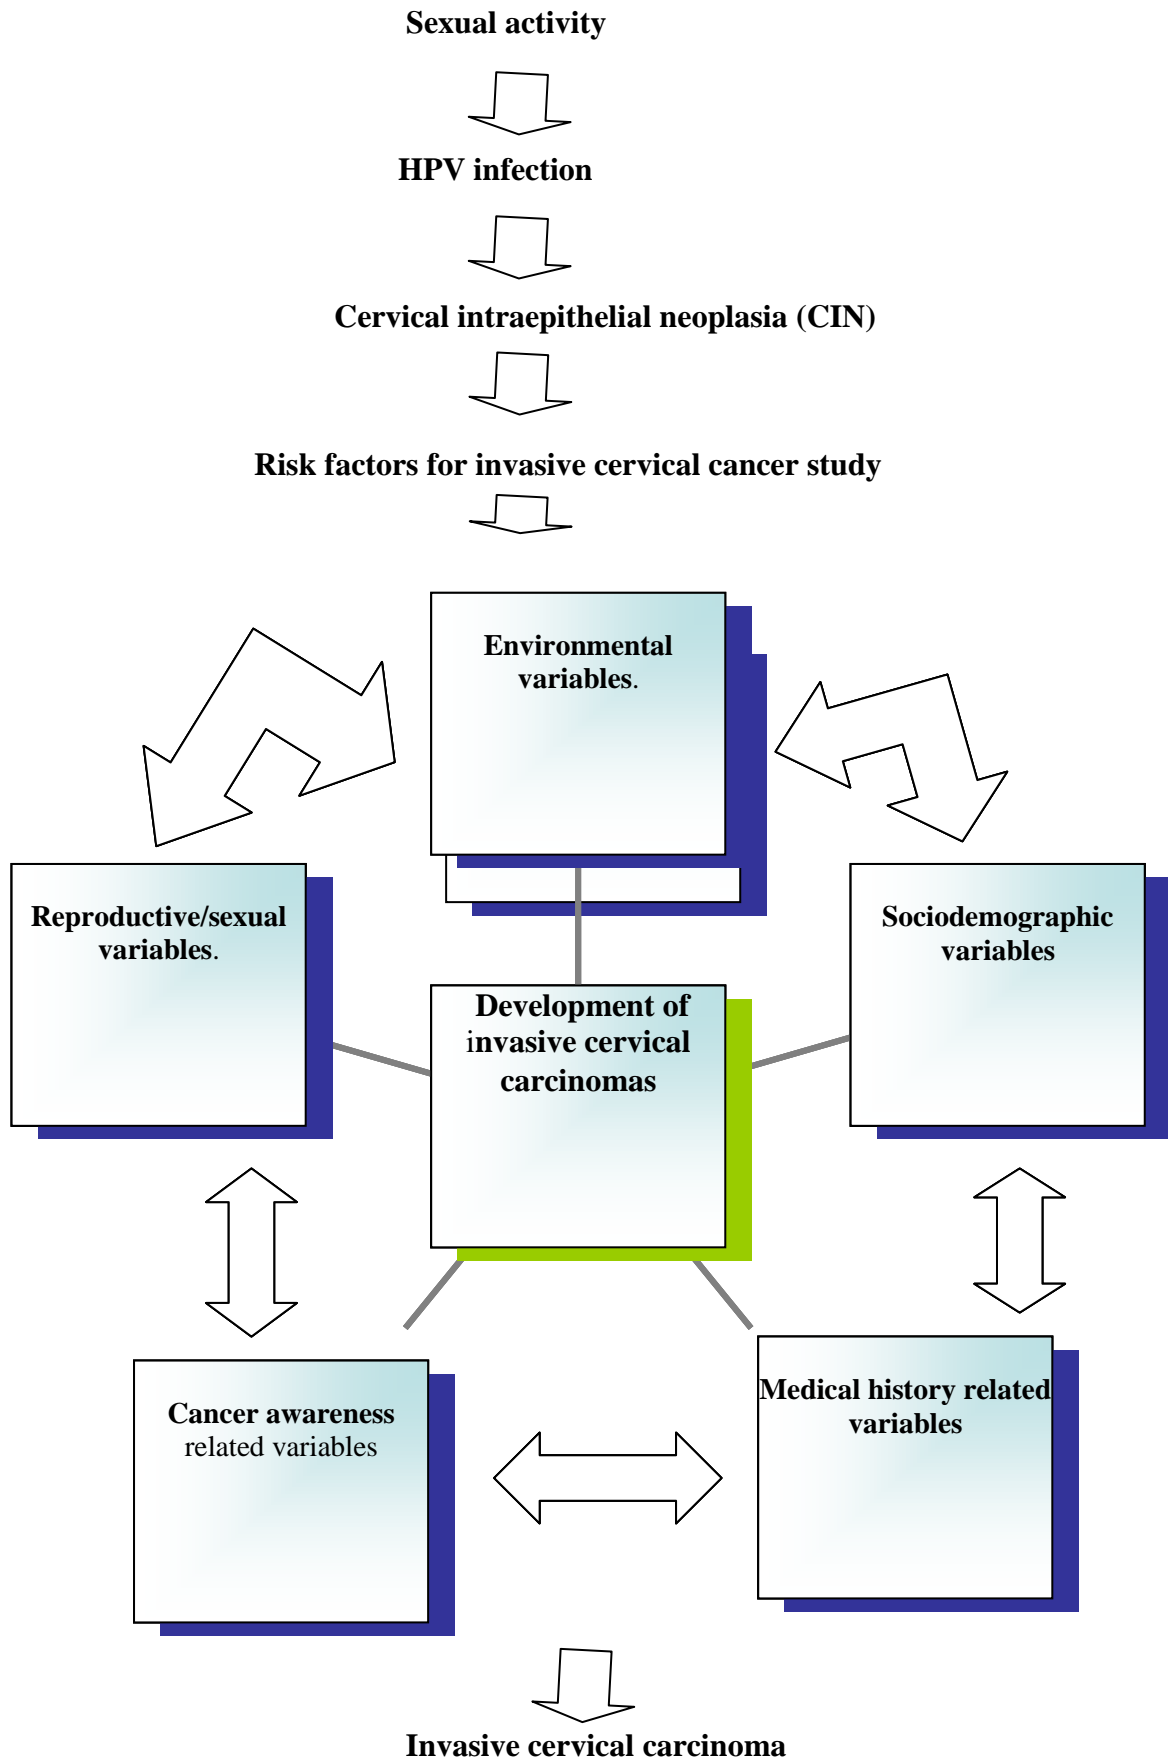 Sexual activity
HPV infection
Cervical intraepithelial neoplasia (CIN)
Risk factors for invasive cervical cancer study
Environmental
variables.
Reproductive/sexual
variables.
Sociodemographic
variables
Development of
invasive cervical
carcinomas
Cancer awareness
related variables
Medical history related
variables
Invasive cervical carcinoma